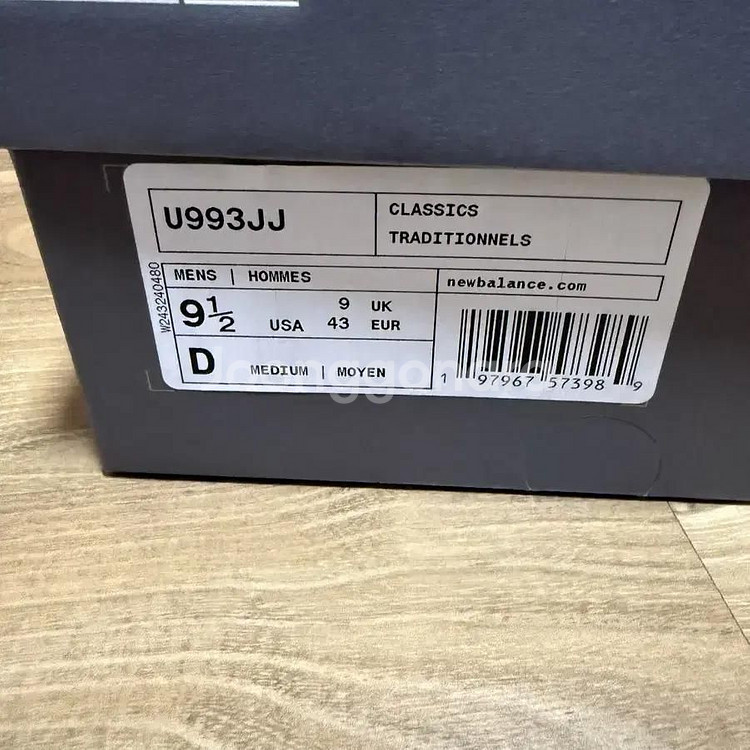 U993JJ
CLASSICS
TRADITIONNELS
MENS | HOMMES
newbalance.com
9½ USA
9 UK
43 EUR
D
MEDIUM | MOYEN
W243240480
1 97967 57398 9